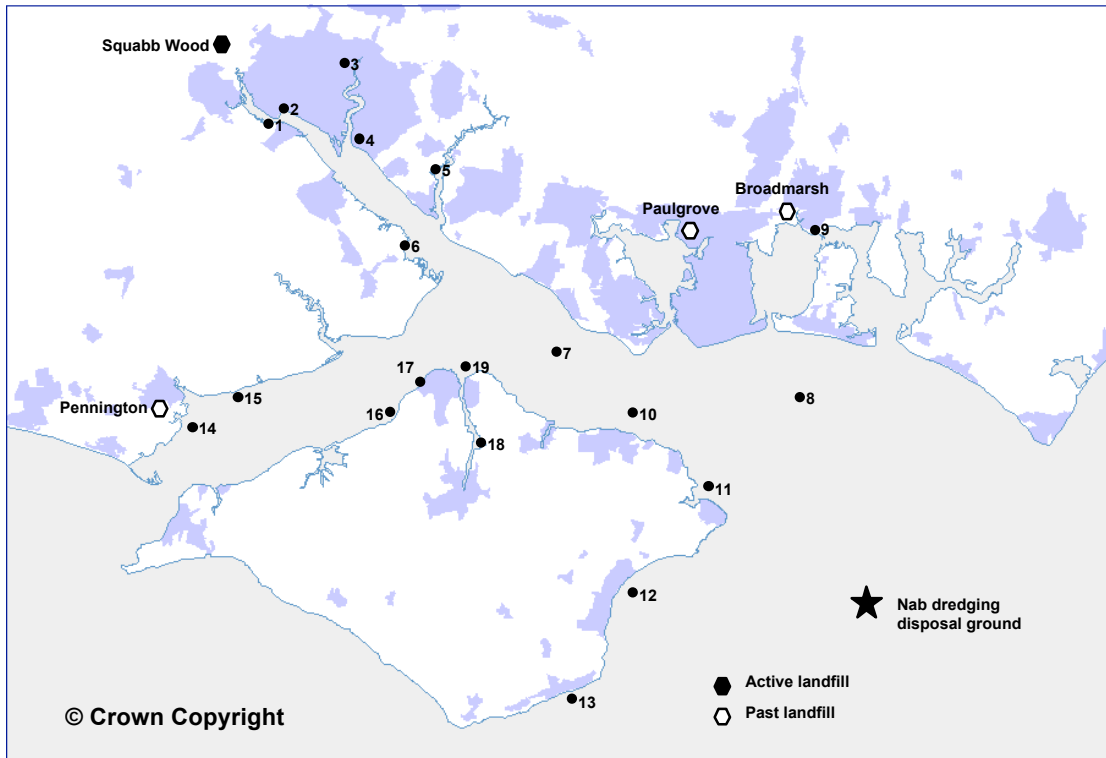 Squabb Wood
3
2
1
4
5
Broadmarsh
Paulgrove
9
6
7
19
17
Pennington
15
14
16
18
10
8
11
12
Nab dredging
disposal ground
13
Active landfill
Past landfill
© Crown Copyright